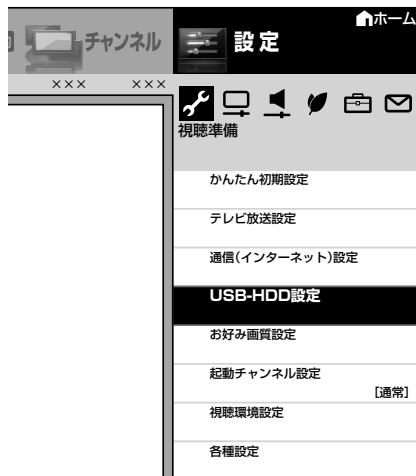 ホーム
チャンネル 設定
××× ×××
視聴準備
かんたん初期設定
テレビ放送設定
通信(インターネット)設定
USB-HDD設定
お好み画質設定
起動チャンネル設定
[通常]
視聴環境設定
各種設定